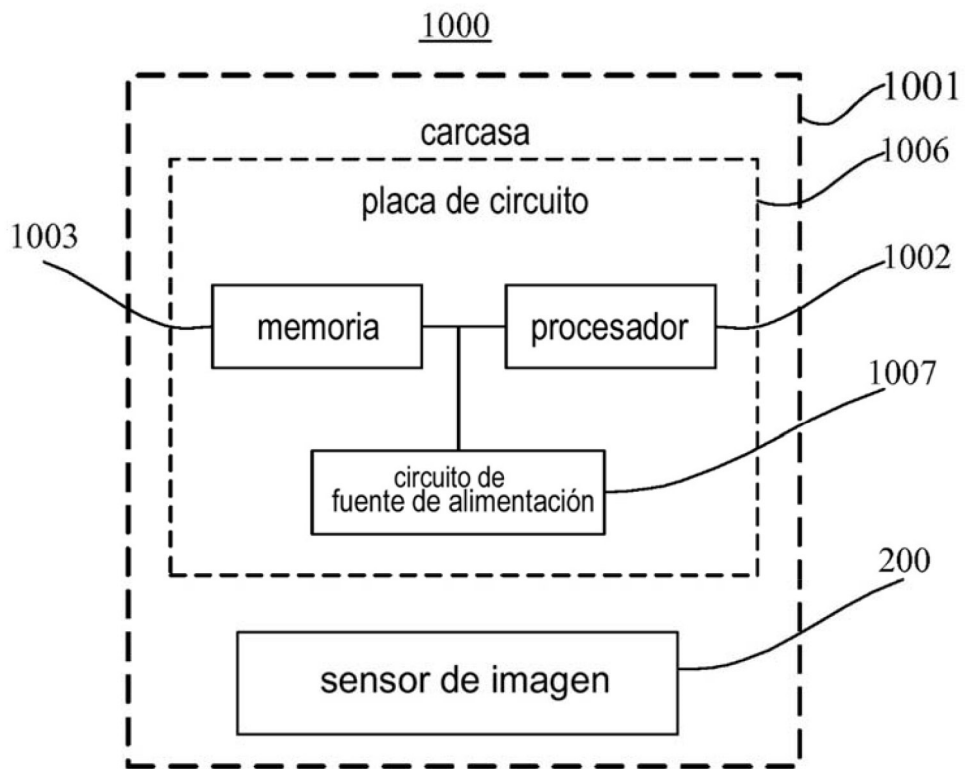 1000
1001
carcasa
1006
placa de circuito
1003
1002
memoria
procesador
1007
circuito de
fuente de alimentación
200
sensor de imagen